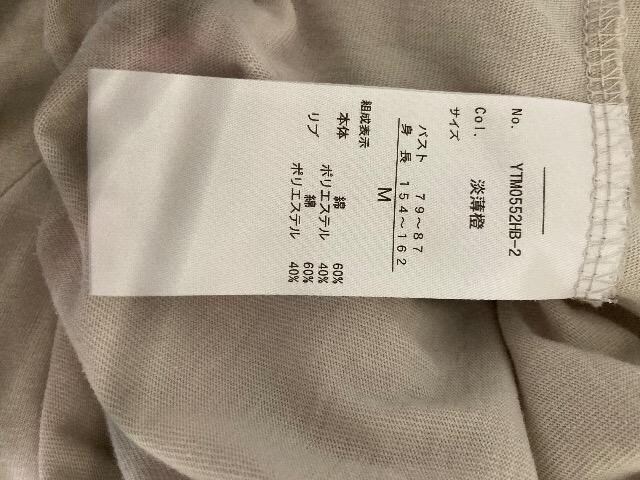 No. YTM0552HB-2
Col. 淡薄橙
サイズ
バスト 79～87
身長 154～162
M
組成表示
本体 綿 60%
ポリエステル 40%
リブ 綿 60%
ポリエステル 40%